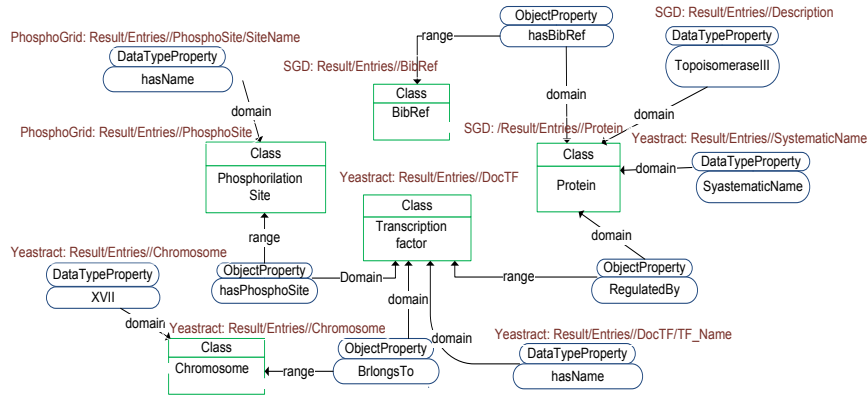 ObjectProperty
hasBibRef
SGD: Result/Entries//Description
DataTypeProperty
TopoisomeraseIII
PhosphoGrid: Result/Entries//PhosphoSite/SiteName
DataTypeProperty
hasName
range
SGD: Result/Entries//BibRef
Class
BibRef
domain
domain
domain
PhosphoGrid: Result/Entries//PhosphoSite
Class
Phosphorilation
Site
SGD: /Result/Entries//Protein
Class
Protein
Yeastract: Result/Entries//SystematicName
DataTypeProperty
SyastematicName
domain
Yeastract: Result/Entries//DocTF
Class
Transcription
factor
range
domain
Yeastract: Result/Entries//Chromosome
DataTypeProperty
XVII
ObjectProperty
hasPhosphoSite
Domain
range
ObjectProperty
RegulatedBy
domain
domain
domain
Yeastract: Result/Entries//Chromosome
Class
Chromosome
range
ObjectProperty
BrlongsTo
Yeastract: Result/Entries//DocTF/TF_Name
DataTypeProperty
hasName